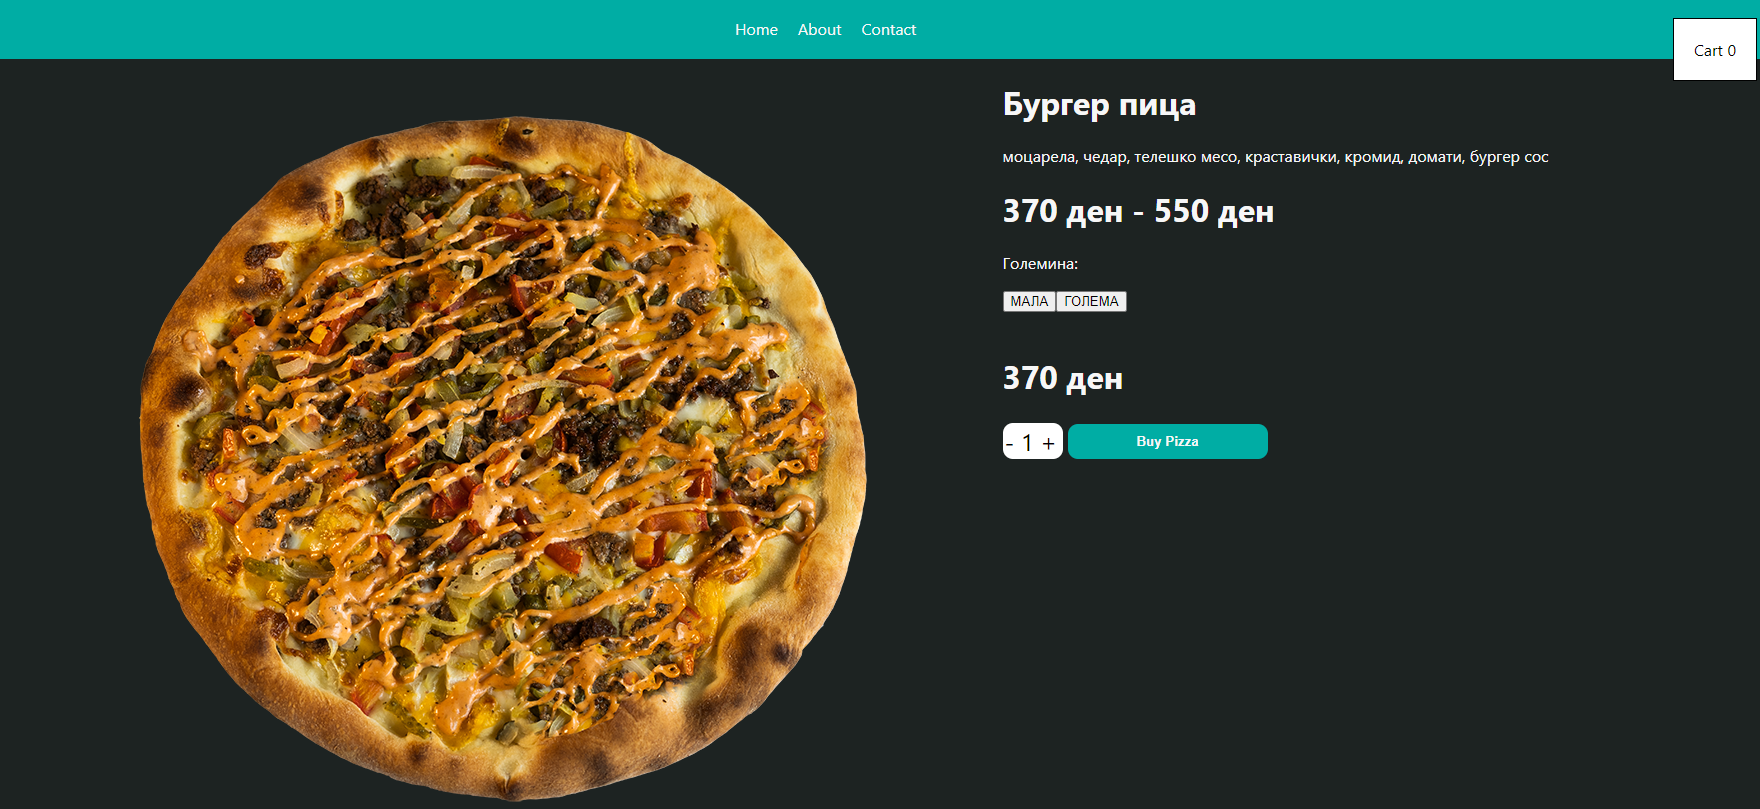 Home About Contact
Cart 0
Бургер пица
моцарела, чедар, телешко месо, краставички, кромид, домати, бургер сос
370 ден - 550 ден
Големина:
МАЛА ГОЛЕМА
370 ден
- 1 + Buy Pizza